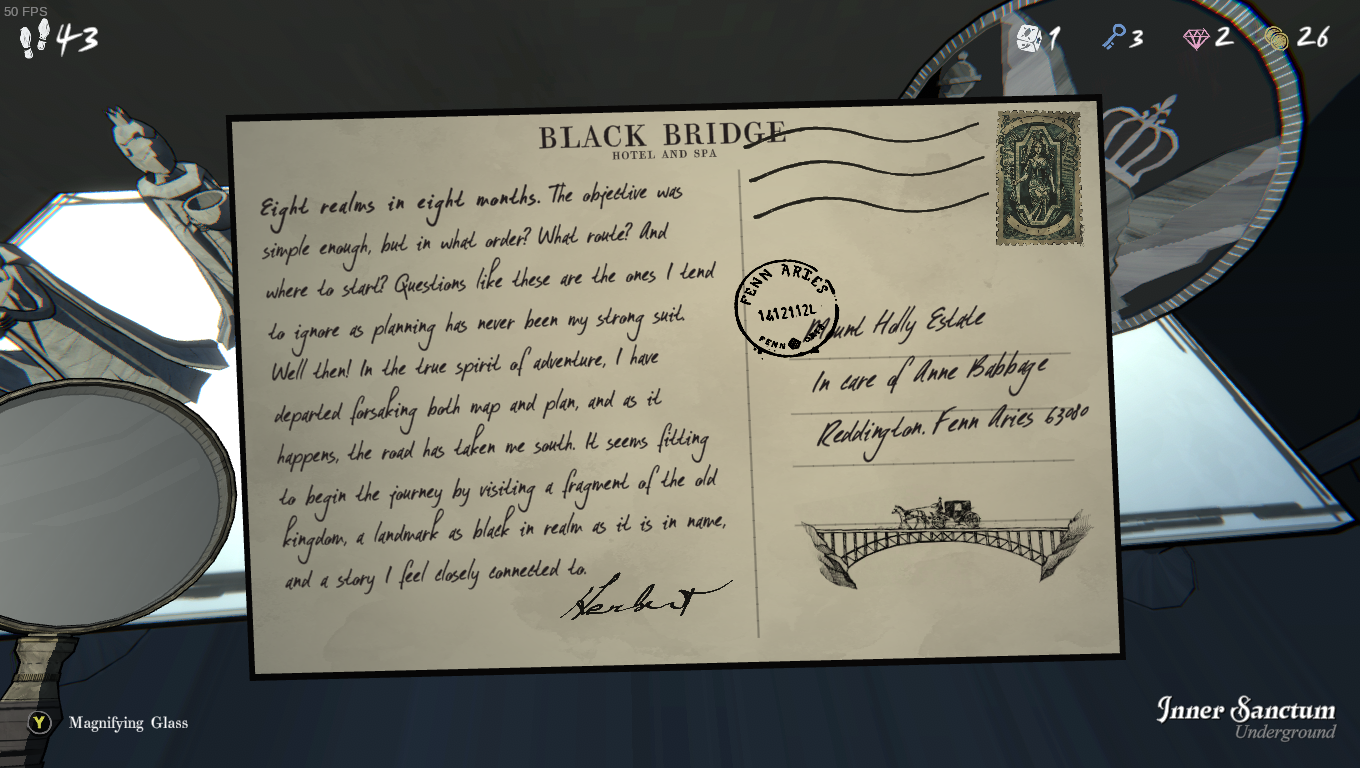 50 FPS
43
1
3
2
26
BLACK BRIDGE
HOTEL AND SPA
Eight realms in eight months. The objective was
simple enough, but in what order? What route? And
where to start? Questions like these are the ones I tend
to ignore as planning has never been my strong suit.
Well then! In the true spirit of adventure, I have
departed forsaking both map and plan, and as it
happens, the road has taken me south. It seems fitting
to begin the journey by visiting a fragment of the old
kingdom, a landmark as black in realm as it is in name,
and a story I feel closely connected to.
Herbert
FENN ARIES
FENN
Mount Holly Estate
In care of Anne Babbage
Reddington, Fenn Aries 63080
Y Magnifying Glass
Inner Sanctum
Underground